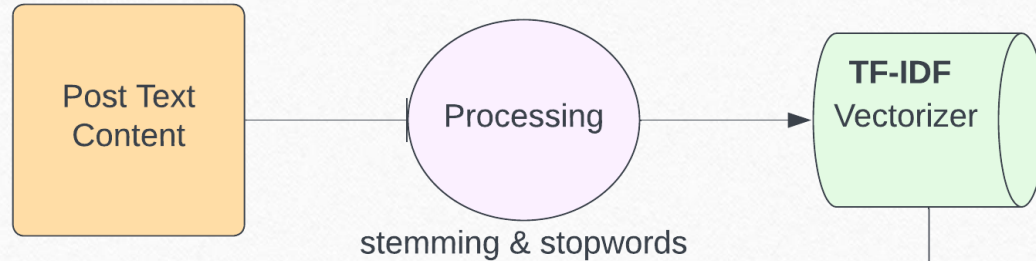 Post Text
Content
Processing
stemming & stopwords
TF-IDF
Vectorizer